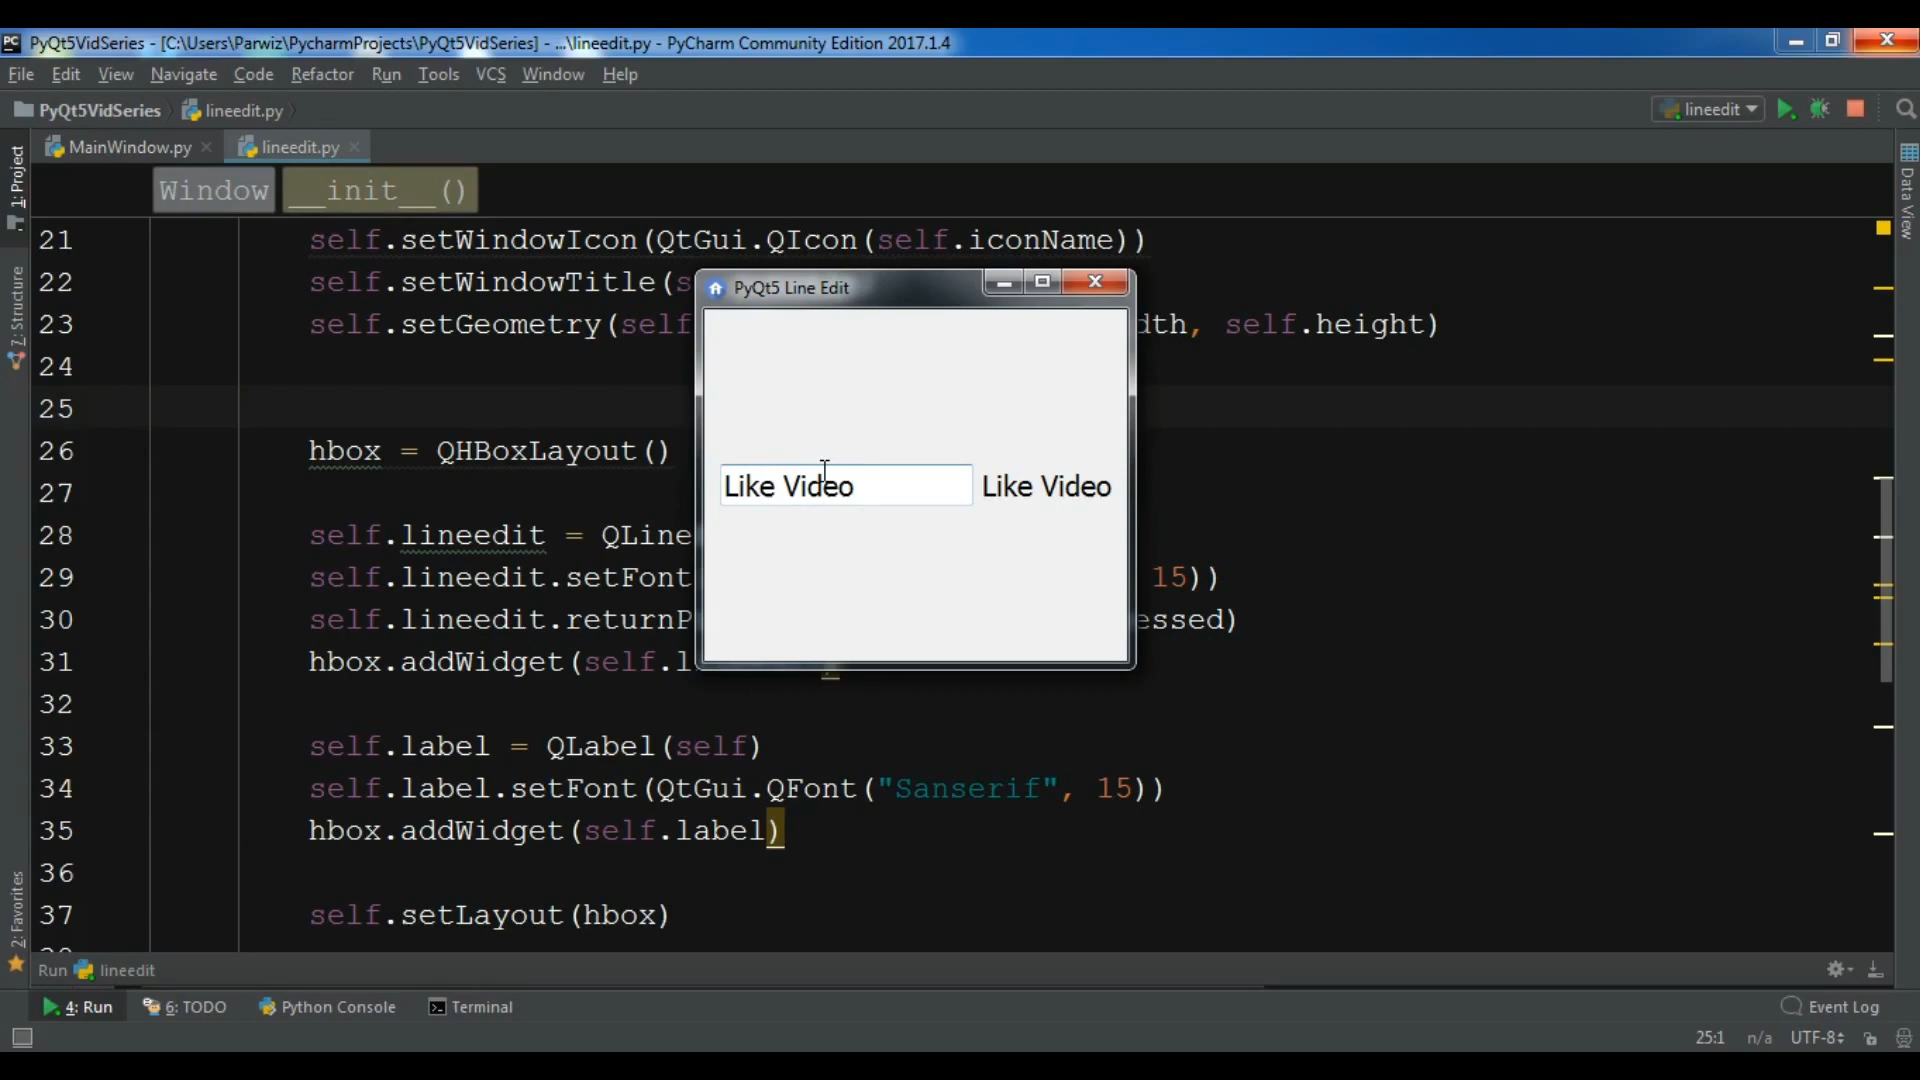 PC PyQt5VidSeries - [C:\Users\Parwiz\PycharmProjects\PyQt5VidSeries] - ...\lineedit.py - PyCharm Community Edition 2017.1.4
File Edit View Navigate Code Refactor Run Tools VCS Window Help
PyQt5VidSeries lineedit.py lineedit
MainWindow.py lineedit.py
1: Project
7: Structure
2: Favorites
Data View
Window __init__()
21 self.setWindowIcon(QtGui.QIcon(self.iconName))
22 self.setWindowTitle(s
23 self.setGeometry(self dth, self.height)
24
25
26 hbox = QHBoxLayout()
27
28 self.lineedit = QLine
29 self.lineedit.setFont 15))
30 self.lineedit.returnP essed)
31 hbox.addWidget(self.l )
32
33 self.label = QLabel(self)
34 self.label.setFont(QtGui.QFont("Sanserif", 15))
35 hbox.addWidget(self.label)
36
37 self.setLayout(hbox)
PyQt5 Line Edit
Like Video Like Video
Run lineedit
4: Run 6: TODO Python Console Terminal Event Log
25:1 n/a UTF-8